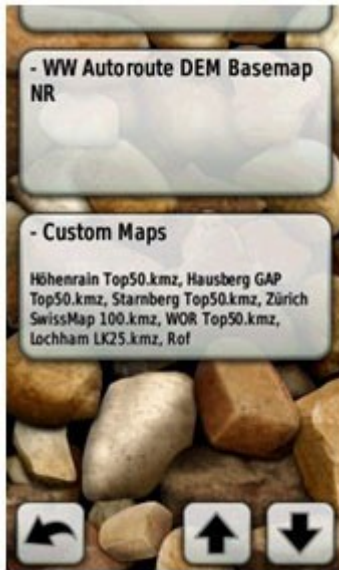 - WW Autoroute DEM Basemap
NR
- Custom Maps
Höhenrain Top50.kmz, Hausberg GAP
Top50.kmz, Starnberg Top50.kmz, Zürich
SwissMap 100.kmz, WOR Top50.kmz,
Lochham LK25.kmz, Rof